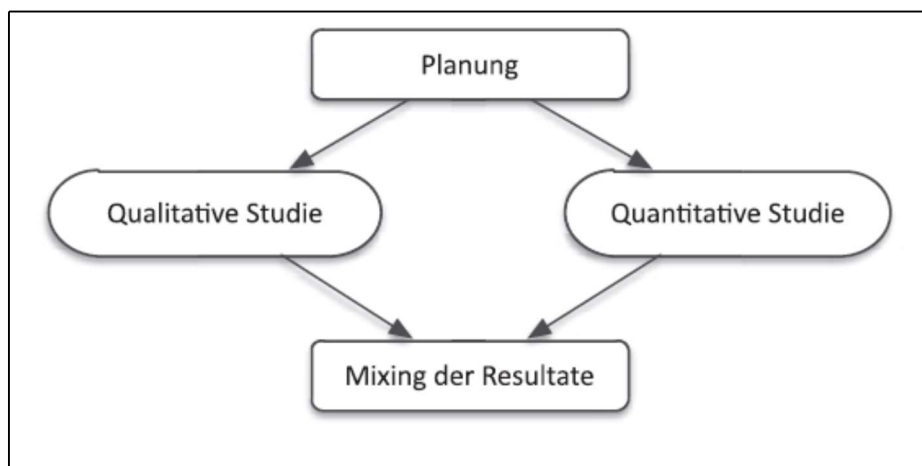 Planung
Qualitative Studie
Quantitative Studie
Mixing der Resultate